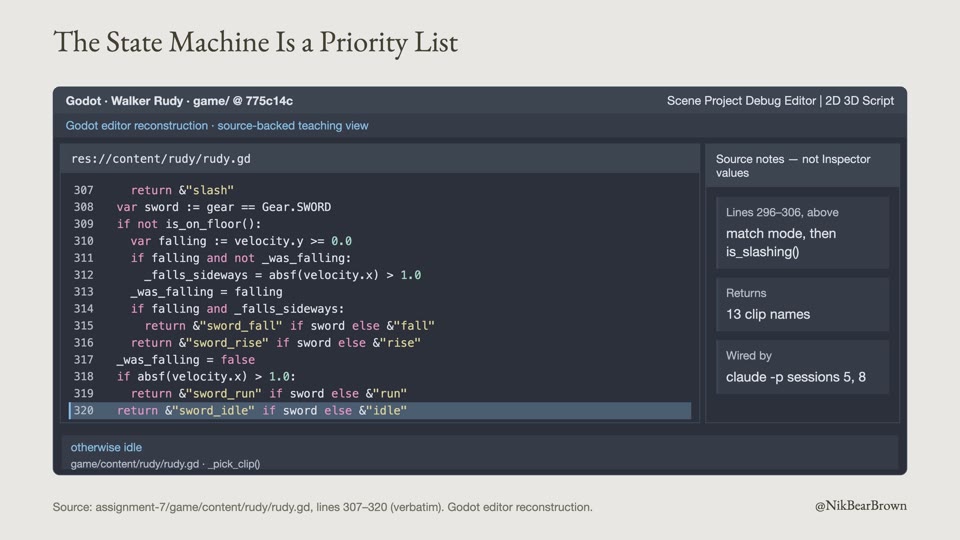 The State Machine Is a Priority List
Godot · Walker Rudy · game/ @ 775c14c
Scene Project Debug Editor | 2D 3D Script
Godot editor reconstruction · source-backed teaching view
res://content/rudy/rudy.gd
307 return &"slash"
308 var sword := gear == Gear.SWORD
309 if not is_on_floor():
310 var falling := velocity.y >= 0.0
311 if falling and not _was_falling:
312 _falls_sideways = absf(velocity.x) > 1.0
313 _was_falling = falling
314 if falling and _falls_sideways:
315 return &"sword_fall" if sword else &"fall"
316 return &"sword_rise" if sword else &"rise"
317 _was_falling = false
318 if absf(velocity.x) > 1.0:
319 return &"sword_run" if sword else &"run"
320 return &"sword_idle" if sword else &"idle"
Source notes — not Inspector
values
Lines 296–306, above
match mode, then
is_slashing()
Returns
13 clip names
Wired by
claude -p sessions 5, 8
otherwise idle
game/content/rudy/rudy.gd · _pick_clip()
Source: assignment-7/game/content/rudy/rudy.gd, lines 307–320 (verbatim). Godot editor reconstruction.
@NikBearBrown